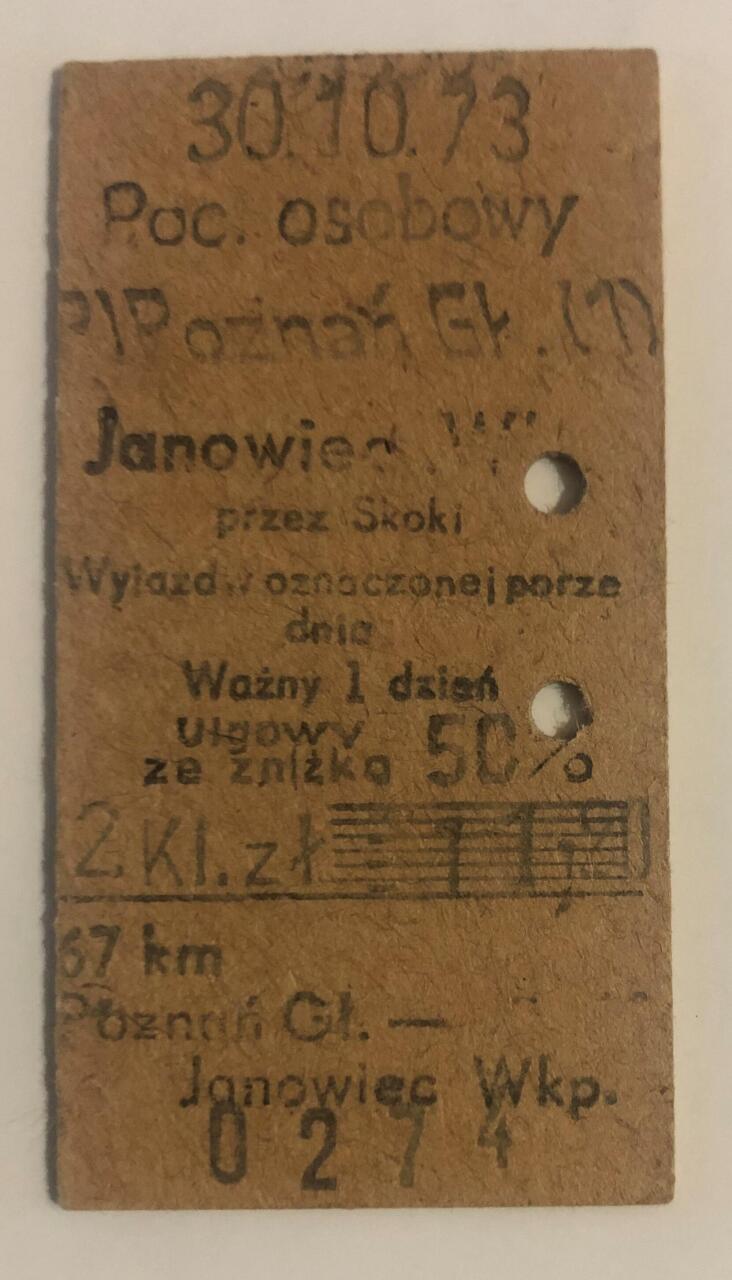 30.10.73
Poc. osobowy
P\Poznań Gł. (1)
Janowiec
przez Skoki
Wyjazd w oznaczonej porze
dnia
Ważny 1 dzień
ulgowy
ze zniżką 50%
2 Kl. zł
67 km
Poznań Gł. —
Janowiec Wkp.
0274